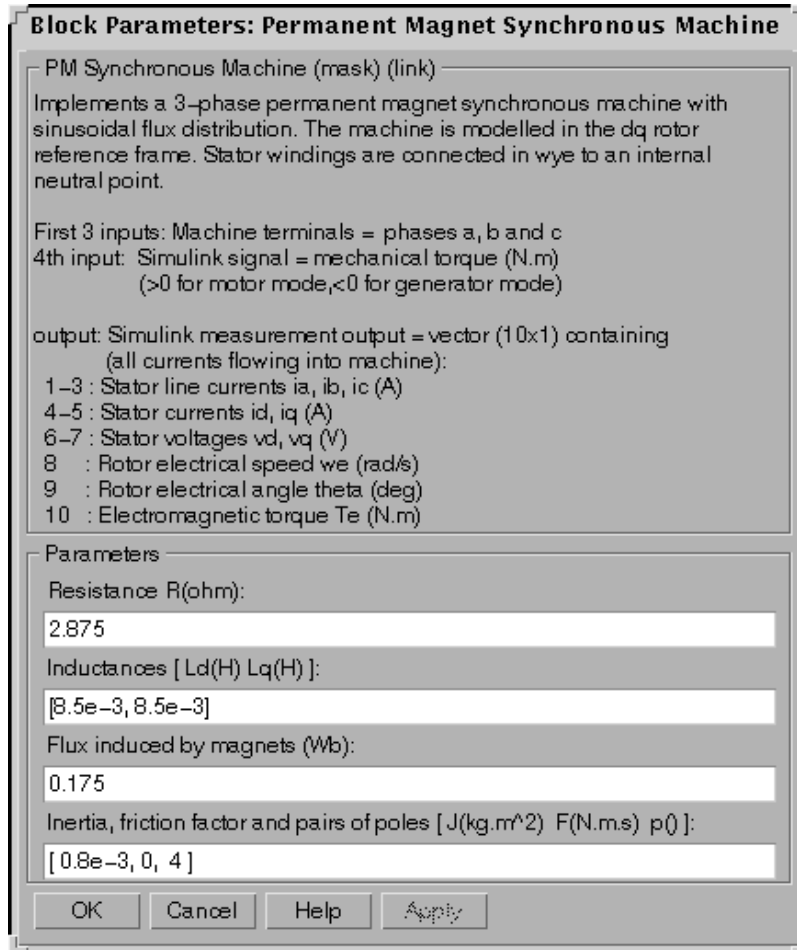 Block Parameters: Permanent Magnet Synchronous Machine
PM Synchronous Machine (mask) (link)
Implements a 3-phase permanent magnet synchronous machine with
sinusoidal flux distribution. The machine is modelled in the dq rotor
reference frame. Stator windings are connected in wye to an internal
neutral point.
First 3 inputs: Machine terminals = phases a, b and c
4th input: Simulink signal = mechanical torque (N.m)
(>0 for motor mode,<0 for generator mode)
output: Simulink measurement output = vector (10x1) containing
(all currents flowing into machine):
1-3 : Stator line currents ia, ib, ic (A)
4-5 : Stator currents id, iq (A)
6-7 : Stator voltages vd, vq (V)
8 : Rotor electrical speed we (rad/s)
9 : Rotor electrical angle theta (deg)
10 : Electromagnetic torque Te (N.m)
Parameters
Resistance R(ohm):
2.875
Inductances [ Ld(H) Lq(H) ]:
[8.5e-3, 8.5e-3]
Flux induced by magnets (Wb):
0.175
Inertia, friction factor and pairs of poles [ J(kg.m^2) F(N.m.s) p() ]:
[ 0.8e-3, 0, 4 ]
OK Cancel Help Apply